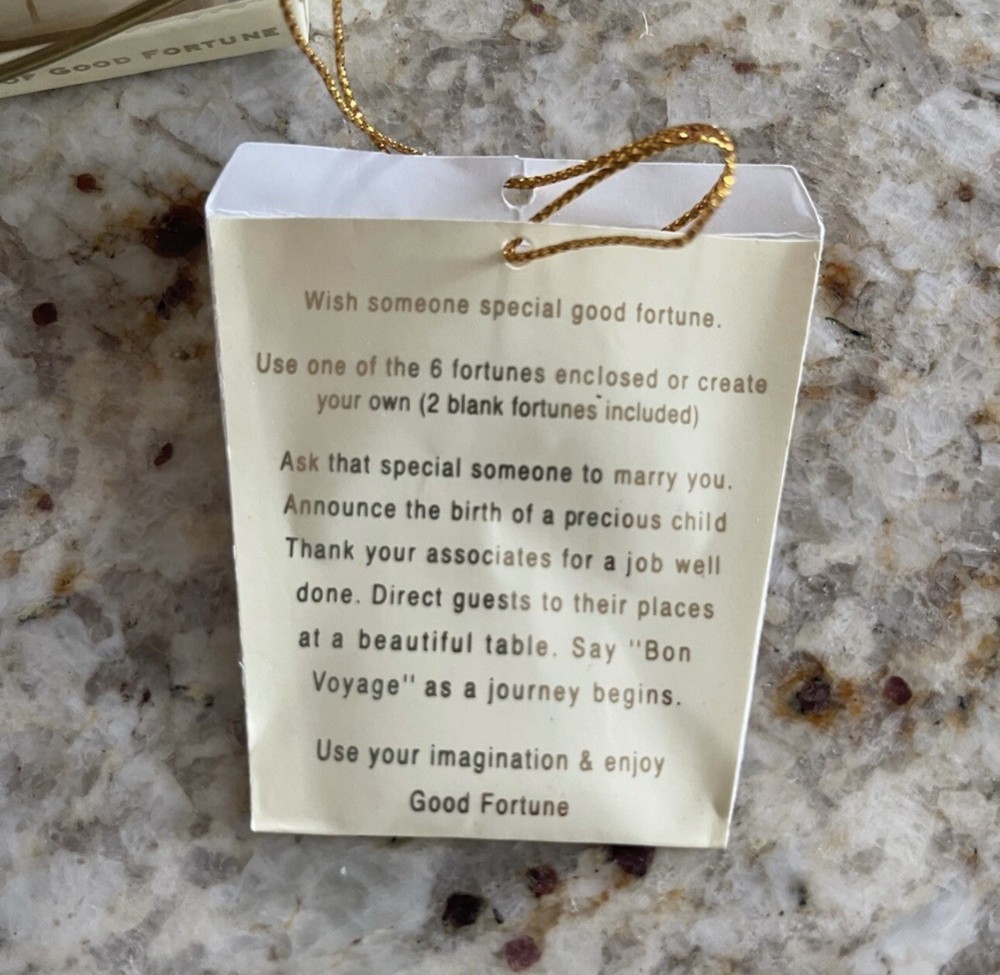 OF GOOD FORTUNE
Wish someone special good fortune.
Use one of the 6 fortunes enclosed or create
your own (2 blank fortunes included)
Ask that special someone to marry you.
Announce the birth of a precious child
Thank your associates for a job well
done. Direct guests to their places
at a beautiful table. Say "Bon
Voyage" as a journey begins.
Use your imagination & enjoy
Good Fortune